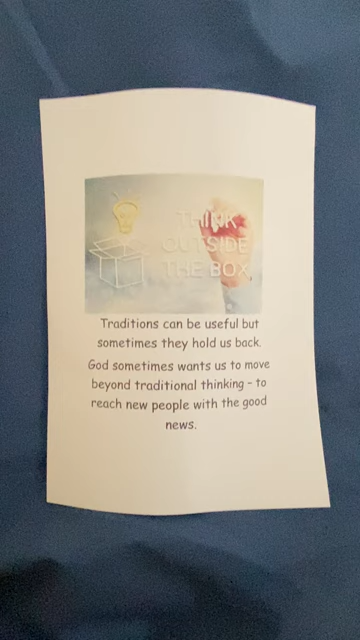 THINK
OUTSIDE
THE BOX
Traditions can be useful but
sometimes they hold us back.
God sometimes wants us to move
beyond traditional thinking – to
reach new people with the good
news.